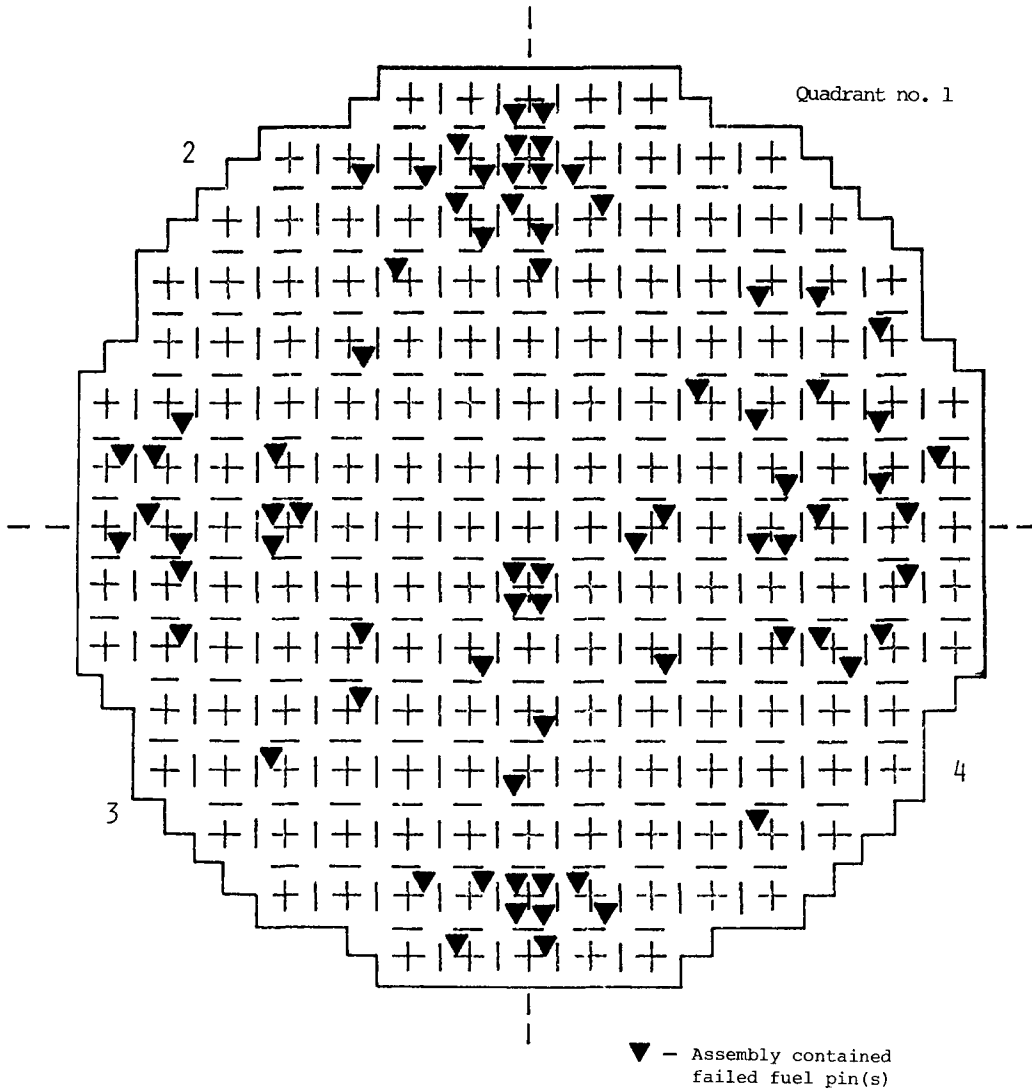 Quadrant no. 1
2
3
4
▼ – Assembly contained
failed fuel pin(s)